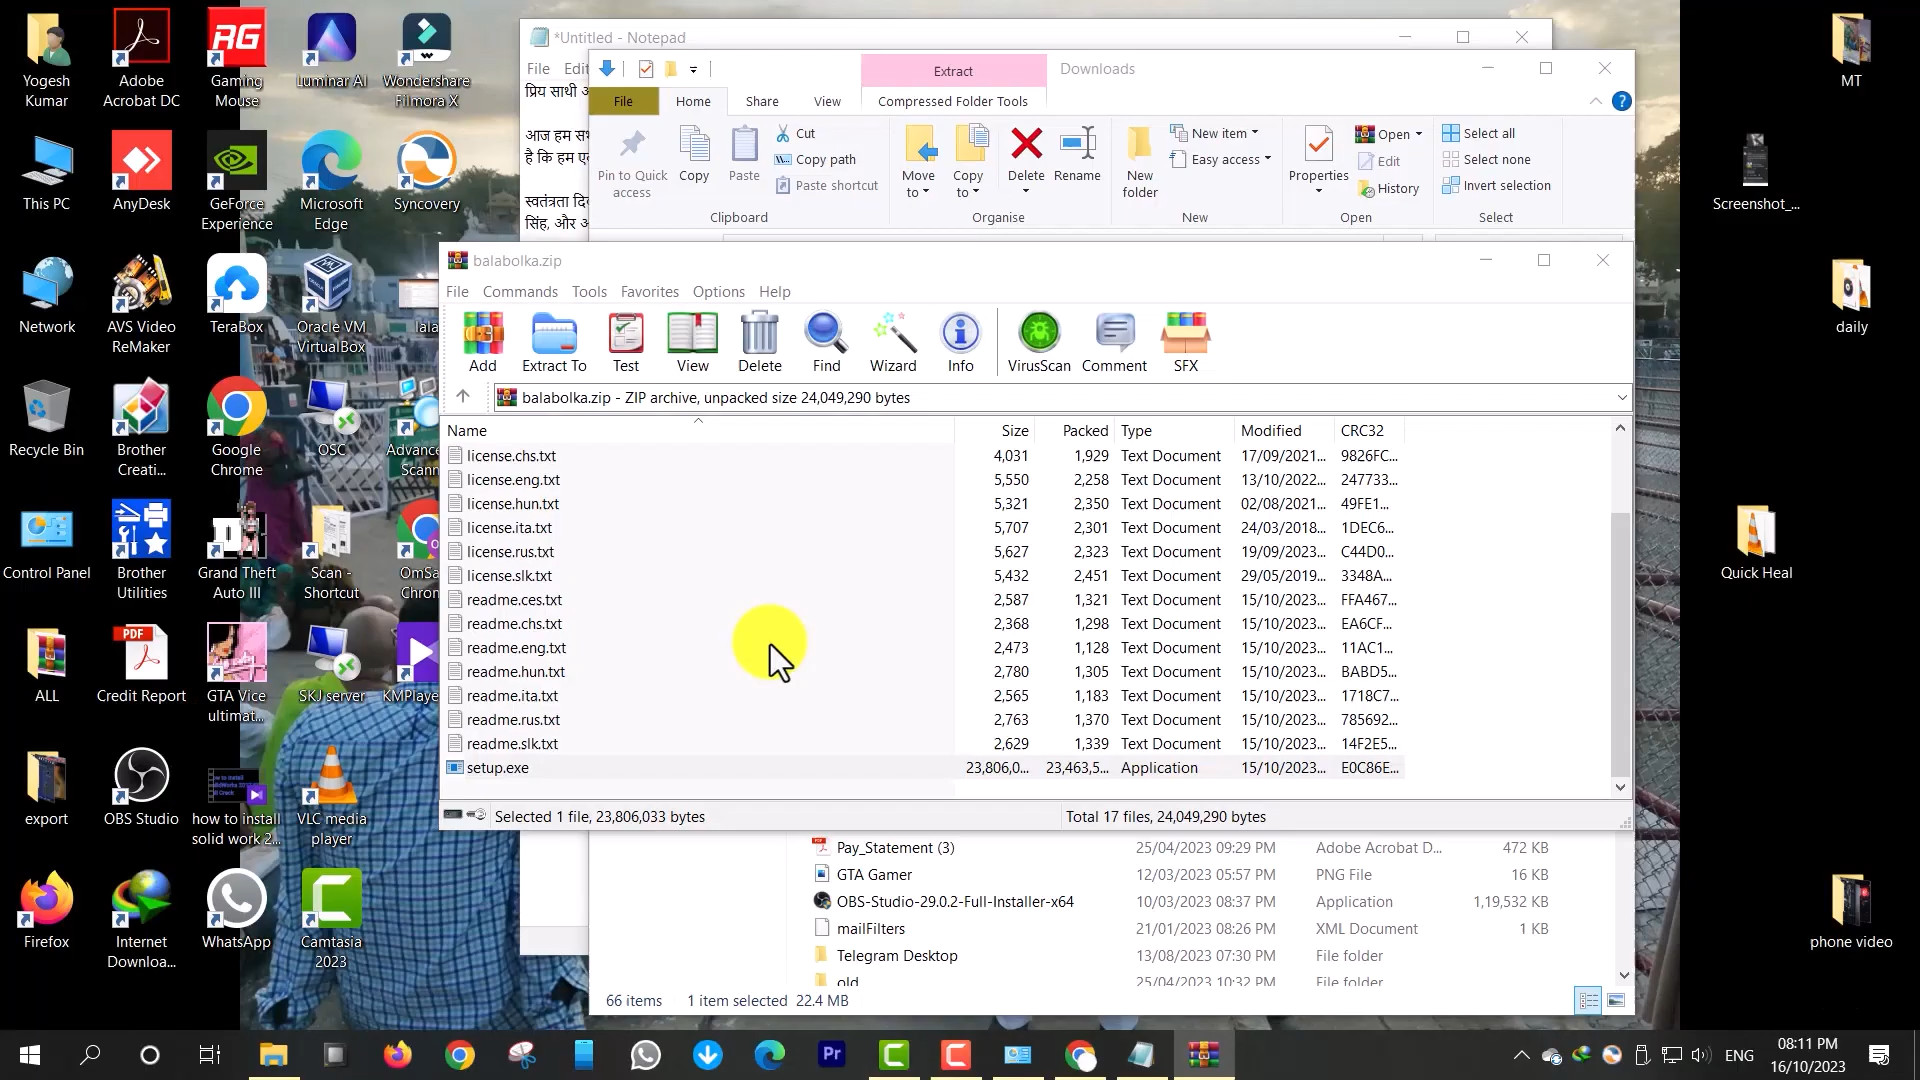 Yogesh
Kumar
Adobe
Acrobat DC
RG
Gaming
Mouse
Luminar AI
Wondershare
Filmora X
This PC
AnyDesk
GeForce
Experience
Microsoft
Edge
Syncovery
Network
AVS Video
ReMaker
TeraBox
Oracle VM
VirtualBox
Recycle Bin
Brother
Creati...
Google
Chrome
OSC
Control Panel
Brother
Utilities
Grand Theft
Auto III
Scan -
Shortcut
ALL
PDF
Credit Report
GTA Vice
ultimat...
SKJ server
KMPlaye
export
OBS Studio
how to install
solid work 2...
VLC media
player
Firefox
Internet
Downloa...
WhatsApp
Camtasia
2023
*Untitled - Notepad
File
प्रिय साथी
*Extract
Downloads
File
Home
Share
View
Compressed Folder Tools
Pin to Quick
access
Copy
Paste
Cut
Copy path
Paste shortcut
Clipboard
Move
to
Copy
to
Delete
Rename
Organise
New
folder
New item
Easy access
New
Properties
Open
Edit
History
Open
Select all
Select none
Invert selection
Select
balabolka.zip
File Commands Tools Favorites Options Help
Add Extract To Test View Delete Find Wizard Info VirusScan Comment SFX
balabolka.zip - ZIP archive, unpacked size 24,049,290 bytes
Name Size Packed Type Modified CRC32
license.chs.txt 4,031 1,929 Text Document 17/09/2021... 9826FC...
license.eng.txt 5,550 2,258 Text Document 13/10/2022... 247733...
license.hun.txt 5,321 2,350 Text Document 02/08/2021... 49FE1...
license.ita.txt 5,707 2,301 Text Document 24/03/2018... 1DEC6...
license.rus.txt 5,627 2,323 Text Document 19/09/2023... C44D0...
license.slk.txt 5,432 2,451 Text Document 29/05/2019... 3348A...
readme.ces.txt 2,587 1,321 Text Document 15/10/2023... FFA467...
readme.chs.txt 2,368 1,298 Text Document 15/10/2023... EA6CF...
readme.eng.txt 2,473 1,128 Text Document 15/10/2023... 11AC1...
readme.hun.txt 2,780 1,305 Text Document 15/10/2023... BABD5...
readme.ita.txt 2,565 1,183 Text Document 15/10/2023... 1718C7...
readme.rus.txt 2,763 1,370 Text Document 15/10/2023... 785692...
readme.slk.txt 2,629 1,339 Text Document 15/10/2023... 14F2E5...
setup.exe 23,806,0... 23,463,5... Application 15/10/2023... E0C86E...
Selected 1 file, 23,806,033 bytes
Total 17 files, 24,049,290 bytes
Pay_Statement (3) 25/04/2023 09:29 PM Adobe Acrobat D... 472 KB
GTA Gamer 12/03/2023 05:57 PM PNG File 16 KB
OBS-Studio-29.0.2-Full-Installer-x64 10/03/2023 08:37 PM Application 1,19,532 KB
mailFilters 21/01/2023 08:26 PM XML Document 1 KB
Telegram Desktop 13/08/2023 07:30 PM File folder
old 25/04/2023 10:32 PM File folder
66 items 1 item selected 22.4 MB
MT
Screenshot_...
daily
Quick Heal
phone video
Pr
ENG
08:11 PM
16/10/2023